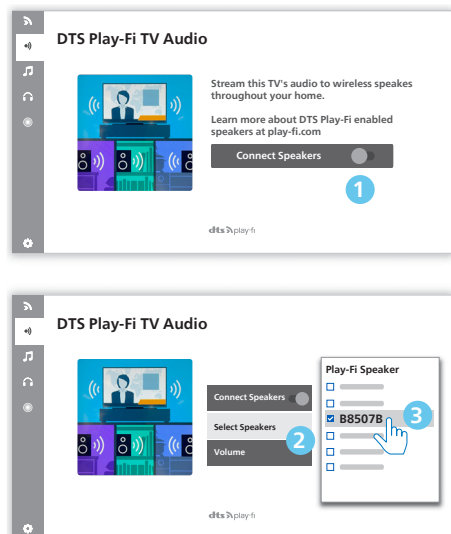 DTS Play-Fi TV Audio
Stream this TV's audio to wireless speakes
throughout your home.
Learn more about DTS Play-Fi enabled
speakers at play-fi.com
Connect Speakers
1
dts play-fi
DTS Play-Fi TV Audio
Connect Speakers
Select Speakers
2
Volume
Play-Fi Speaker
B8507B
3
dts play-fi